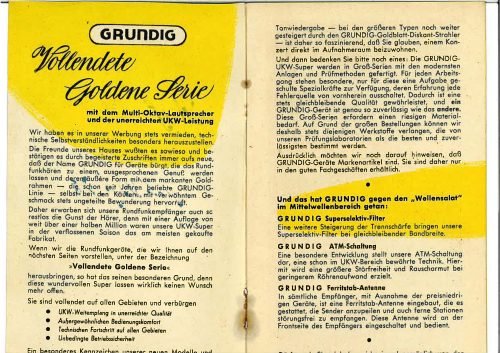 GRUNDIG
Vollendete
Goldene Serie
mit dem Multi-Oktav-Lautsprecher
und der unerreichten UKW-Leistung
Wir haben es in unserer Werbung stets vermieden, tech-
nische Selbstverständlichkeiten besonders herauszustellen.
Die Freunde unseres Hauses wußten es sowieso und be-
stätigen es durch begeisterte Zuschriften immer aufs neue,
daß der Name GRUNDIG für Geräte bürgt, die das Run-
funkhören zu einem, ausgesprochenen Genuß werden
lassen und der größere Form mit dem markanten Gold-
rahmen — die schon seit Jahren beliebte GRUNDIG-
Linie — selbst bei den Käufern, mit verwöhntem Ge-
schmack stets ungeteilte Bewunderung hervorruft.
Daher erwarben sich unsere Rundfunkempfänger auch so
restlos die Gunst der Hörer, denn mit einer Auflage von
weit über einer halben Million waren unsere UKW-Super
in der verflossenen Saison das am meisten gekaufte
Fabrikat.
Wenn wir die Rundfunkgeräte, die wir Ihnen auf den
nächsten Seiten vorstellen, unter der Bezeichnung
»Vollendete Goldene Serie«
herausbringen, so hat das seinen besonderen Grund, denn
diese wundervollen Super lassen wirklich keinen Wunsch
mehr offen.
Sie sind vollendet auf allen Gebieten und verbürgen
● UKW-Weitempfang in unerreichter Qualität
● Außergewöhnlichen Bedienungskomfort
● Technischen Fortschritt auf allen Gebieten
● Unbedingte Betriebssicherheit
Ein besonderes Kennzeichen unserer neuen Modelle und
Tonwiedergabe — bei den größeren Typen noch weiter
gesteigert durch den GRUNDIG-Goldblatt-Diskant-Strahler
— ist daher so faszinierend, daß Sie glauben, einem Kon-
zert direkt im Aufnahmeraum beizuwohnen.
Und dann bedenken Sie bitte noch eines: Die GRUNDIG-
UKW-Super werden in Groß-Serien mit den modernsten
Anlagen und Prüfmethoden gefertigt. Für jeden Arbeits-
gang stehen besondere, nur für diese eine Aufgabe ge-
schulte Spezialkräfte zur Verfügung, deren Erfahrung jede
Fehlerquelle von vornherein ausschaltet. Dadurch ist eine
stets gleichbleibende Qualität gewährleistet, und ein
GRUNDIG-Gerät ist genau so zuverlässig wie das andere.
Diese Groß-Serien erfordern einen riesigen Material-
bedarf. Auf Grund der großen Bestellungen können wir
deshalb stets diejenigen Werkstoffe verlangen, die von
unseren Prüfungslaboratorien als die besten und zuver-
lässigsten bestimmt werden.
Ausdrücklich möchten wir noch darauf hinweisen, daß
GRUNDIG-Geräte Markenartikel sind. Sie sind daher nur
in den guten Fachgeschäften erhältlich.
●
Und das hat GRUNDIG gegen den „Wellensalat"
im Mittelwellenbereich getan:
GRUNDIG Superselektiv-Filter
Eine weitere Steigerung der Trennschärfe bringen unsere
Superselektiv-Filter bei gleichbleibender Bandbreite.
GRUNDIG ATM-Schaltung
Eine besondere Entwicklung stellt unsere ATM-Schaltung
dar, eine schon im UKW-Bereich bewährte Technik. Hier-
mit wird eine größere Störfreiheit und Rauscharmut bei
geringerem Röhrenaufwand erzielt.
GRUNDIG Ferritstab-Antenne
In sämtliche Empfänger, mit Ausnahme der preisniedri-
gen Geräte, ist eine Ferritstab-Antenne eingebaut, die es
gestattet, die Sender anzupeilen und auch ferne Stationen
störungsfrei zu empfangen. Diese Antenne wird an der
Frontseite des Empfängers eingeschaltet und bedient.
●